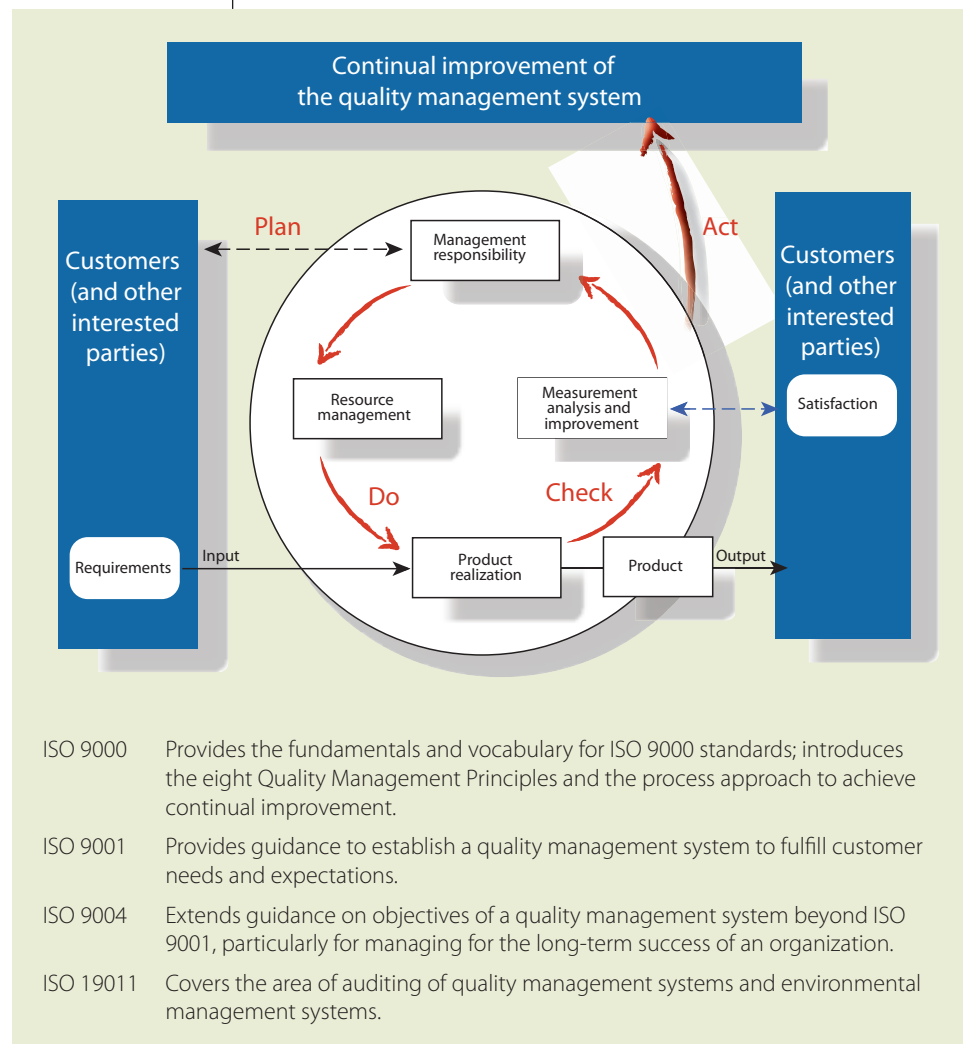 Continual improvement of
the quality management system
Plan
Act
Management
responsibility
Customers
(and other
interested
parties)
Customers
(and other
interested
parties)
Resource
management
Measurement
analysis and
improvement
Satisfaction
Do
Check
Requirements
Input
Product
realization
Product
Output
ISO 9000 Provides the fundamentals and vocabulary for ISO 9000 standards; introduces
the eight Quality Management Principles and the process approach to achieve
continual improvement.
ISO 9001 Provides guidance to establish a quality management system to fulfill customer
needs and expectations.
ISO 9004 Extends guidance on objectives of a quality management system beyond ISO
9001, particularly for managing for the long-term success of an organization.
ISO 19011 Covers the area of auditing of quality management systems and environmental
management systems.